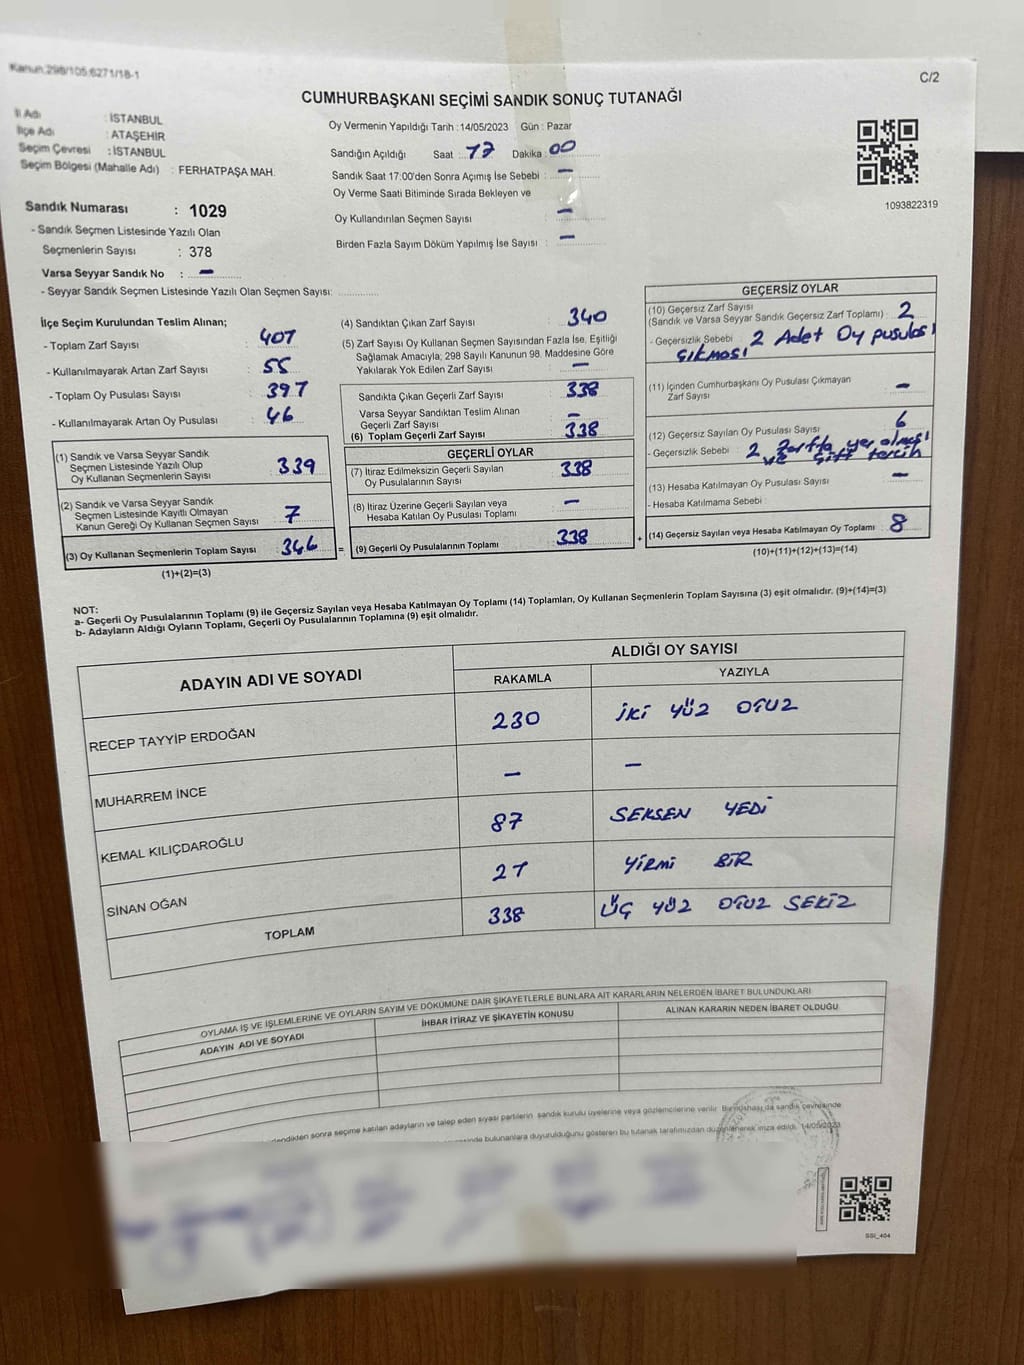 Kanun:298/105;6271/18-1
C/2
CUMHURBAŞKANI SEÇİMİ SANDIK SONUÇ TUTANAĞI
İl Adı : İSTANBUL
İlçe Adı : ATAŞEHİR
Seçim Çevresi : İSTANBUL
Seçim Bölgesi (Mahalle Adı) : FERHATPAŞA MAH.
Sandık Numarası : 1029
- Sandık Seçmen Listesinde Yazılı Olan
Seçmenlerin Sayısı : 378
Varsa Seyyar Sandık No : —
- Seyyar Sandık Seçmen Listesinde Yazılı Olan Seçmen Sayısı:
Oy Vermenin Yapıldığı Tarih :14/05/2023 Gün : Pazar
Sandığın Açıldığı Saat : 17 Dakika : 00
Sandık Saat 17:00'den Sonra Açımış İse Sebebi : —
Oy Verme Saati Bitiminde Sırada Bekleyen ve
Oy Kullandırılan Seçmen Sayısı : —
Birden Fazla Sayım Döküm Yapılmış İse Sayısı : —
1093822319
İlçe Seçim Kurulundan Teslim Alınan;
- Toplam Zarf Sayısı : 407
- Kullanılmayarak Artan Zarf Sayısı : 55
- Toplam Oy Pusulası Sayısı : 397
- Kullanılmayarak Artan Oy Pusulası : 46
(1) Sandık ve Varsa Seyyar Sandık
Seçmen Listesinde Yazılı Olup
Oy Kullanan Seçmenlerin Sayısı : 339
(2) Sandık ve Varsa Seyyar Sandık
Seçmen Listesinde Kayıtlı Olmayan
Kanun Gereği Oy Kullanan Seçmen Sayısı : 7
(3) Oy Kullanan Seçmenlerin Toplam Sayısı : 346
(1)+(2)=(3)
(4) Sandıktan Çıkan Zarf Sayısı : 340
(5) Zarf Sayısı Oy Kullanan Seçmen Sayısından Fazla İse, Eşitliği
Sağlamak Amacıyla; 298 Sayılı Kanunun 98. Maddesine Göre
Yakılarak Yok Edilen Zarf Sayısı : —
Sandıkta Çıkan Geçerli Zarf Sayısı : 338
Varsa Seyyar Sandıktan Teslim Alınan
Geçerli Zarf Sayısı : —
(6) Toplam Geçerli Zarf Sayısı : 338
GEÇERLİ OYLAR
(7) İtiraz Edilmeksizin Geçerli Sayılan
Oy Pusulalarının Sayısı : 338
(8) İtiraz Üzerine Geçerli Sayılan veya
Hesaba Katılan Oy Pusulası Toplamı : —
= (9) Geçerli Oy Pusulalarının Toplamı : 338
GEÇERSİZ OYLAR
(10) Geçersiz Zarf Sayısı
(Sandık ve Varsa Seyyar Sandık Geçersiz Zarf Toplamı) : 2
- Geçersizlik Sebebi : 2 Adet Oy pusulası
çıkması
(11) İçinden Cumhurbaşkanı Oy Pusulası Çıkmayan
Zarf Sayısı : —
(12) Geçersiz Sayılan Oy Pusulası Sayısı : 6
- Geçersizlik Sebebi : 2 zarfta yer olması
ve çift tercih
(13) Hesaba Katılmayan Oy Pusulası Sayısı : —
- Hesaba Katılmama Sebebi :
+ (14) Geçersiz Sayılan veya Hesaba Katılmayan Oy Toplamı : 8
(10)+(11)+(12)+(13)=(14)
NOT:
a- Geçerli Oy Pusulalarının Toplamı (9) ile Geçersiz Sayılan veya Hesaba Katılmayan Oy Toplamı (14) Toplamları, Oy Kullanan Seçmenlerin Toplam Sayısına (3) eşit olmalıdır. (9)+(14)=(3)
b- Adayların Aldığı Oyların Toplamı, Geçerli Oy Pusulalarının Toplamına (9) eşit olmalıdır.
ADAYIN ADI VE SOYADI
ALDIĞI OY SAYISI
RAKAMLA YAZIYLA
RECEP TAYYİP ERDOĞAN 230 İKİ YÜZ OTUZ
MUHARREM İNCE — —
KEMAL KILIÇDAROĞLU 87 SEKSEN YEDİ
SİNAN OĞAN 21 YİRMİ BİR
TOPLAM 338 ÜÇ YÜZ OTUZ SEKİZ
OYLAMA İŞ VE İŞLEMLERİNE VE OYLARIN SAYIM VE DÖKÜMÜNE DAİR ŞİKAYETLERLE BUNLARA AİT KARARLARIN NELERDEN İBARET BULUNDUKLARI
ADAYIN ADI VE SOYADI İHBAR İTİRAZ VE ŞİKAYETİN KONUSU ALINAN KARARIN NEDEN İBARET OLDUĞU
sonra seçime katılan adayların ve talep eden siyasi partilerin sandık kurulu üyelerine veya gözlemcilerine verilir. Bir nüshası da sandık çevresinde
bulunanlara duyurulduğunu gösteren bu tutanak tarafımızdan düzenlenerek imza edildi. 14/05/2023
SSI_404